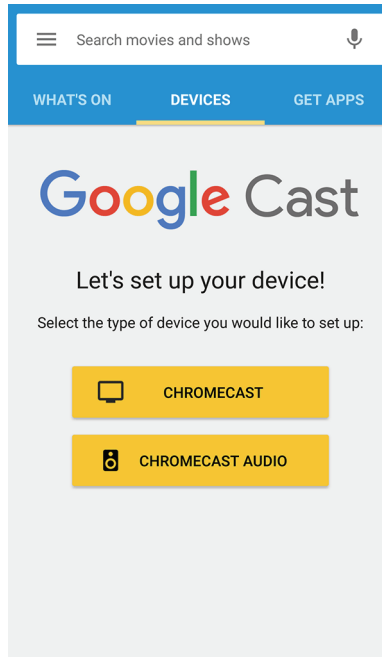 Search movies and shows
WHAT'S ON DEVICES GET APPS
Google Cast
Let's set up your device!
Select the type of device you would like to set up:
CHROMECAST
CHROMECAST AUDIO